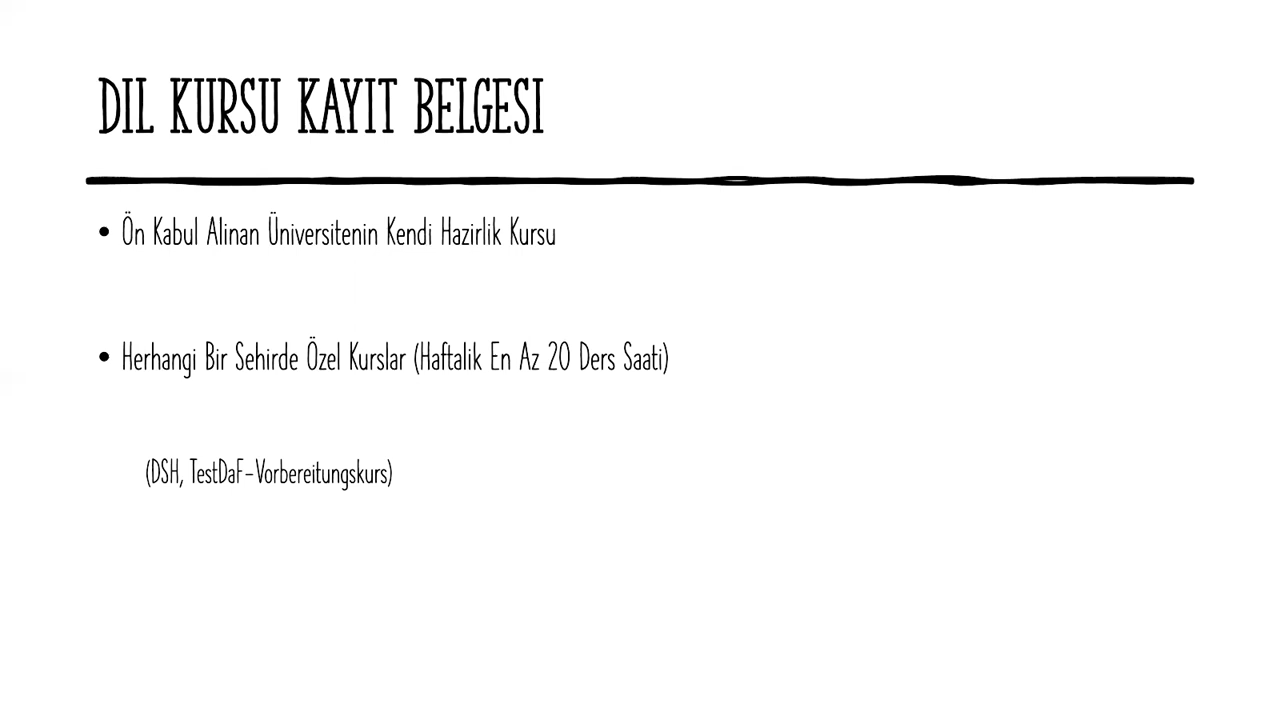 DIL KURSU KAYIT BELGESI
• Ön Kabul Alinan Üniversitenin Kendi Hazirlik Kursu
• Herhangi Bir Sehirde Özel Kurslar (Haftalik En Az 20 Ders Saati)
(DSH, TestDaF-Vorbereitungskurs)